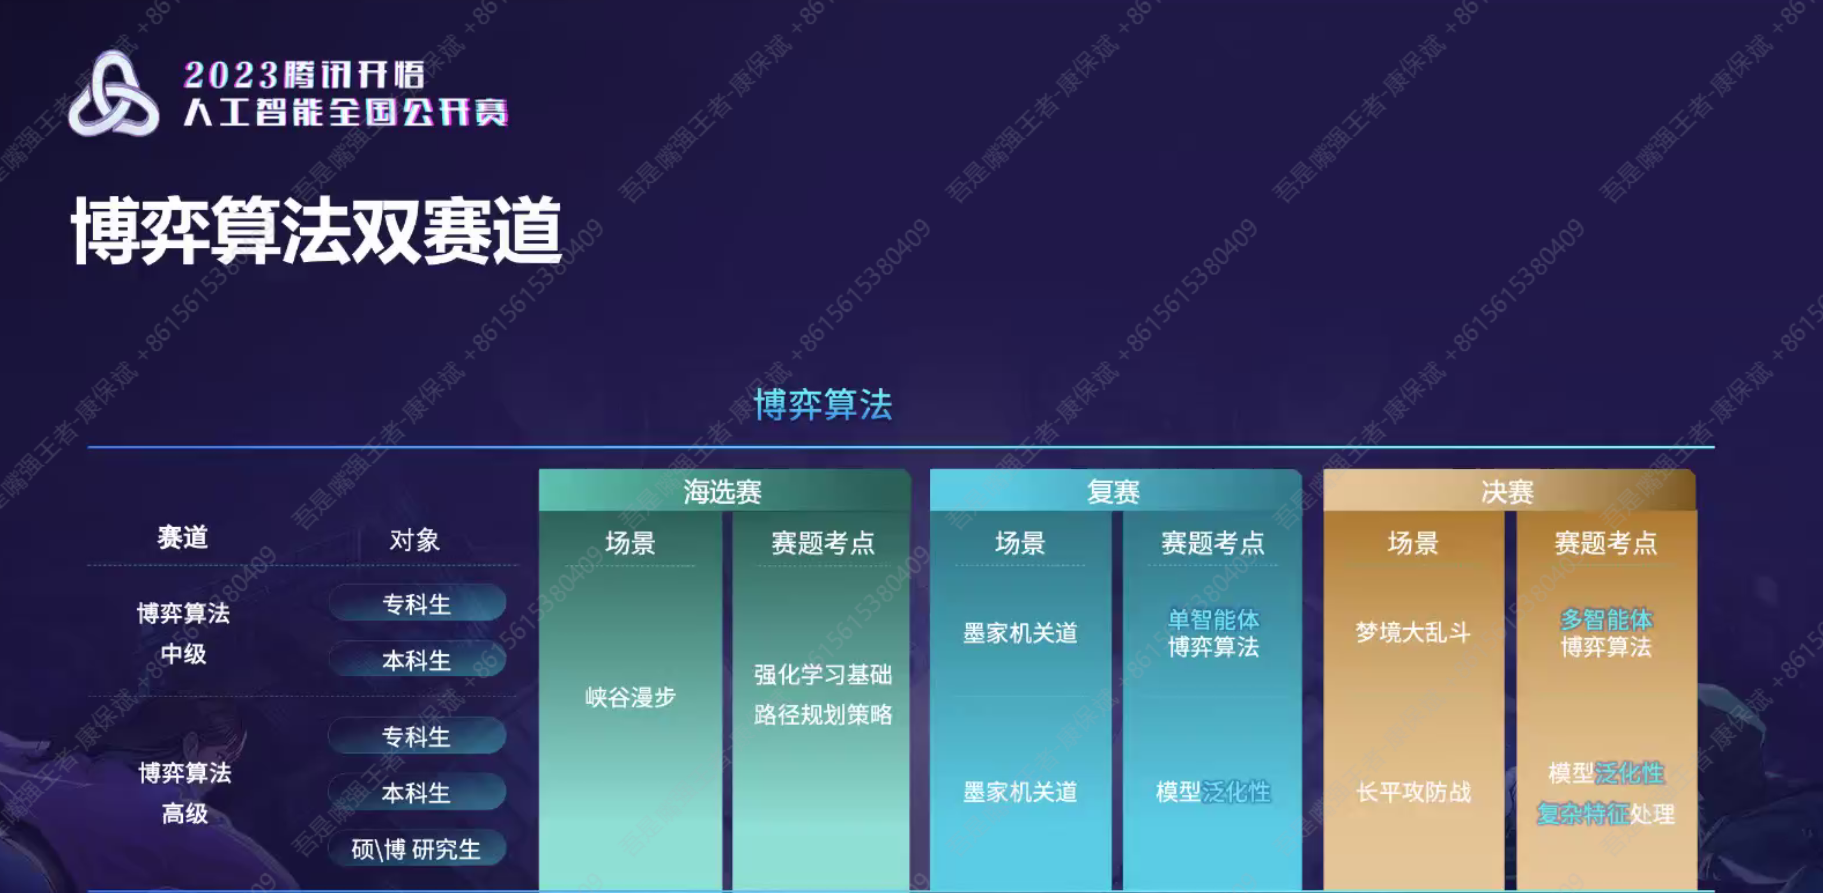 2023腾讯开悟
人工智能全国公开赛
博弈算法双赛道
博弈算法
海选赛 复赛 决赛
赛道 对象 场景 赛题考点 场景 赛题考点 场景 赛题考点
博弈算法
中级
专科生
本科生
博弈算法
高级
专科生
本科生
硕\博 研究生
峡谷漫步
强化学习基础
路径规划策略
墨家机关道
单智能体
博弈算法
墨家机关道
模型泛化性
梦境大乱斗
多智能体
博弈算法
长平攻防战
模型泛化性
复杂特征处理
吾是嘴强王者-康保斌 +8615615380409